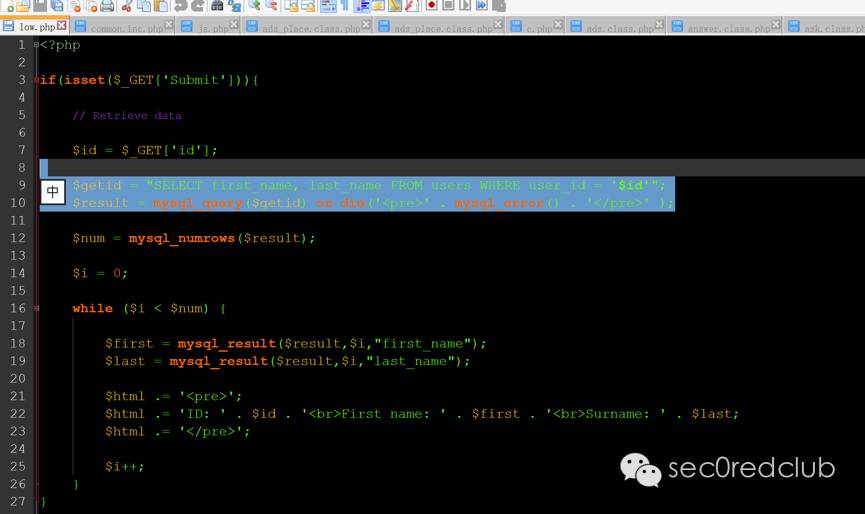 low.php common.inc.php js.php ads_place.class.php ads_place.php c.php ads.class.php answer.class.php ask.class.php
1 <?php
2
3 if(isset($_GET['Submit'])){
4
5 // Retrieve data
6
7 $id = $_GET['id'];
8
9 $getid = "SELECT first_name, last_name FROM users WHERE user_id = '$id'";
中
10 $result = mysql_query($getid) or die('<pre>' . mysql_error() . '</pre>' );
11
12 $num = mysql_numrows($result);
13
14 $i = 0;
15
16 while ($i < $num) {
17
18 $first = mysql_result($result,$i,"first_name");
19 $last = mysql_result($result,$i,"last_name");
20
21 $html .= '<pre>';
22 $html .= 'ID: ' . $id . '<br>First name: ' . $first . '<br>Surname: ' . $last;
23 $html .= '</pre>';
24
25 $i++;
26 }
27 }
sec0redclub